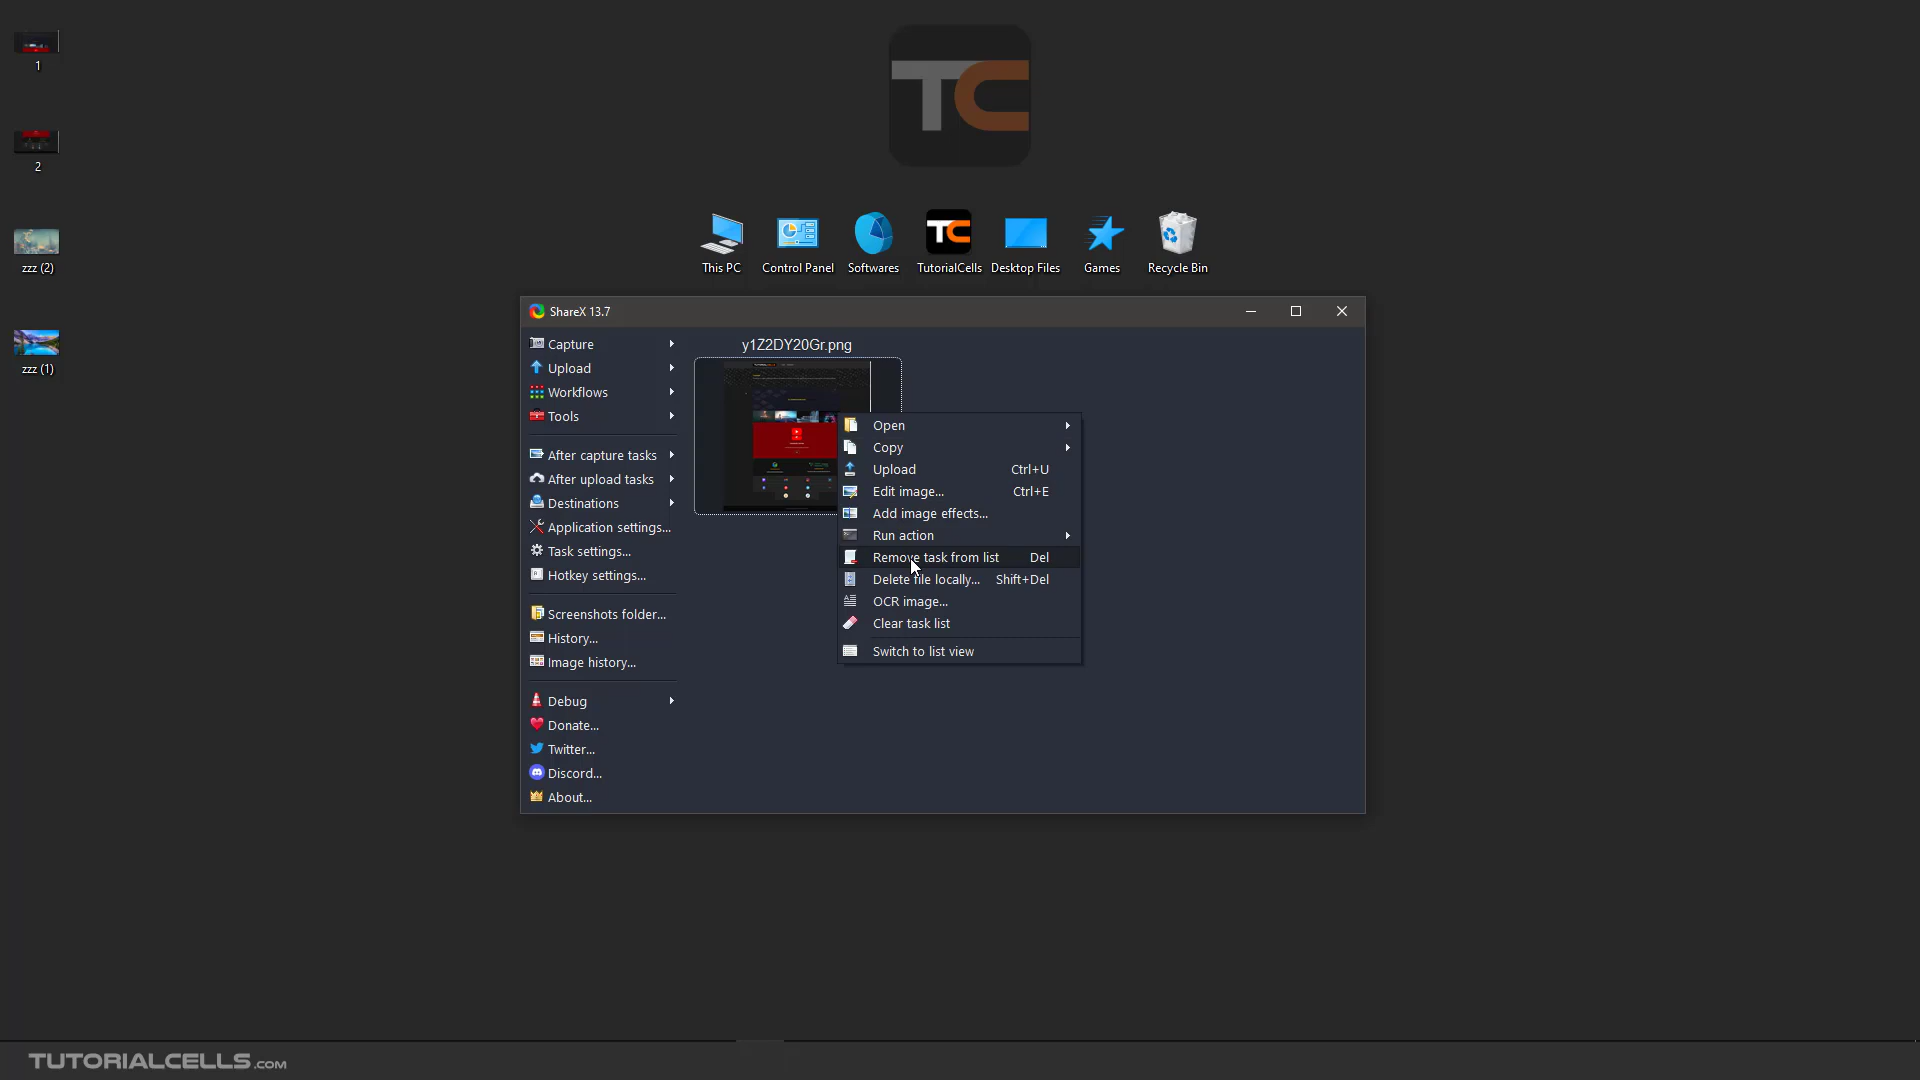 TC
1
2
zzz (2)
zzz (1)
This PC
Control Panel
Softwares
TC
TutorialCells
Desktop Files
Games
Recycle Bin
ShareX 13.7
Capture
Upload
Workflows
Tools
After capture tasks
After upload tasks
Destinations
Application settings...
Task settings...
Hotkey settings...
Screenshots folder...
History...
Image history...
Debug
Donate...
Twitter...
Discord...
About...
y1Z2DY20Gr.png
Open
Copy
Upload Ctrl+U
Edit image... Ctrl+E
Add image effects...
Run action
Remove task from list Del
Delete file locally... Shift+Del
OCR image...
Clear task list
Switch to list view
TUTORIALCELLS.COM